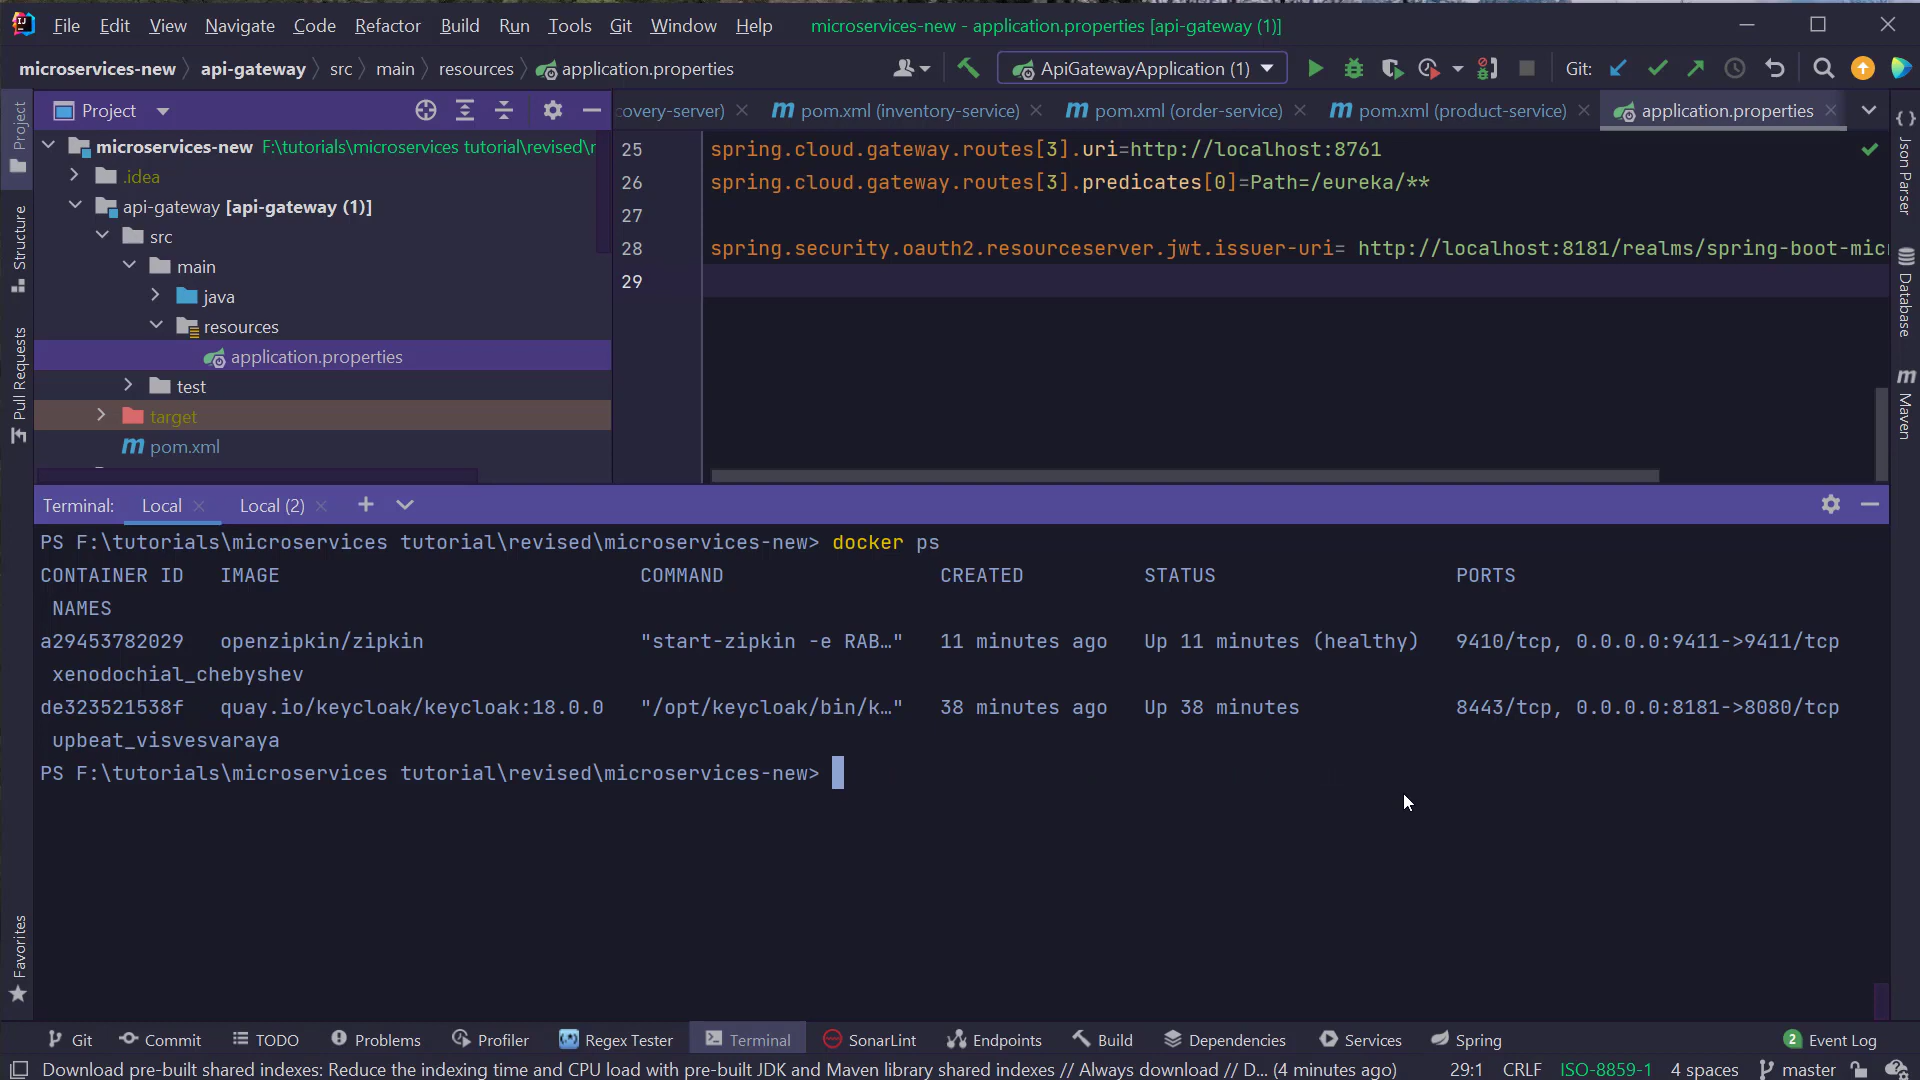 File Edit View Navigate Code Refactor Build Run Tools Git Window Help microservices-new - application.properties [api-gateway (1)]
microservices-new api-gateway src main resources application.properties ApiGatewayApplication (1) Git:
Project
covery-server) pom.xml (inventory-service) pom.xml (order-service) pom.xml (product-service) application.properties
microservices-new F:\tutorials\microservices tutorial\revised\
.idea
api-gateway [api-gateway (1)]
src
main
java
resources
application.properties
test
target
pom.xml
25 spring.cloud.gateway.routes[3].uri=http://localhost:8761
26 spring.cloud.gateway.routes[3].predicates[0]=Path=/eureka/**
27
28 spring.security.oauth2.resourceserver.jwt.issuer-uri= http://localhost:8181/realms/spring-boot-mic
29
Project
Structure
Pull Requests
Favorites
Json Parser
Database
Maven
Terminal: Local Local (2)
PS F:\tutorials\microservices tutorial\revised\microservices-new> docker ps
CONTAINER ID IMAGE COMMAND CREATED STATUS PORTS
NAMES
a29453782029 openzipkin/zipkin "start-zipkin -e RAB…" 11 minutes ago Up 11 minutes (healthy) 9410/tcp, 0.0.0.0:9411->9411/tcp
xenodochial_chebyshev
de323521538f quay.io/keycloak/keycloak:18.0.0 "/opt/keycloak/bin/k…" 38 minutes ago Up 38 minutes 8443/tcp, 0.0.0.0:8181->8080/tcp
upbeat_visvesvaraya
PS F:\tutorials\microservices tutorial\revised\microservices-new>
Git Commit TODO Problems Profiler Regex Tester Terminal SonarLint Endpoints Build Dependencies Services Spring 2 Event Log
Download pre-built shared indexes: Reduce the indexing time and CPU load with pre-built JDK and Maven library shared indexes // Always download // D... (4 minutes ago) 29:1 CRLF ISO-8859-1 4 spaces master